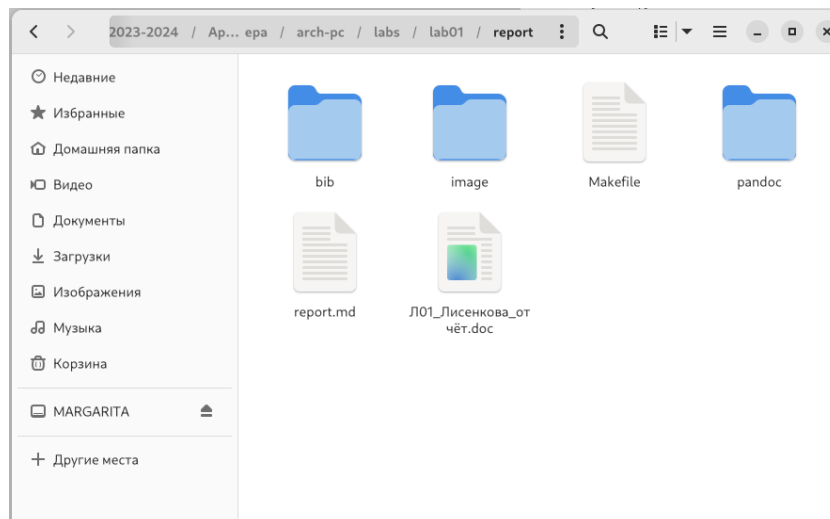 2023-2024 / Ap... epa / arch-pc / labs / lab01 / report
Недавние
Избранные
Домашняя папка
Видео
Документы
Загрузки
Изображения
Музыка
Корзина
MARGARITA
Другие места
bib
image
Makefile
pandoc
report.md
Л01_Лисенкова_от
чёт.doc